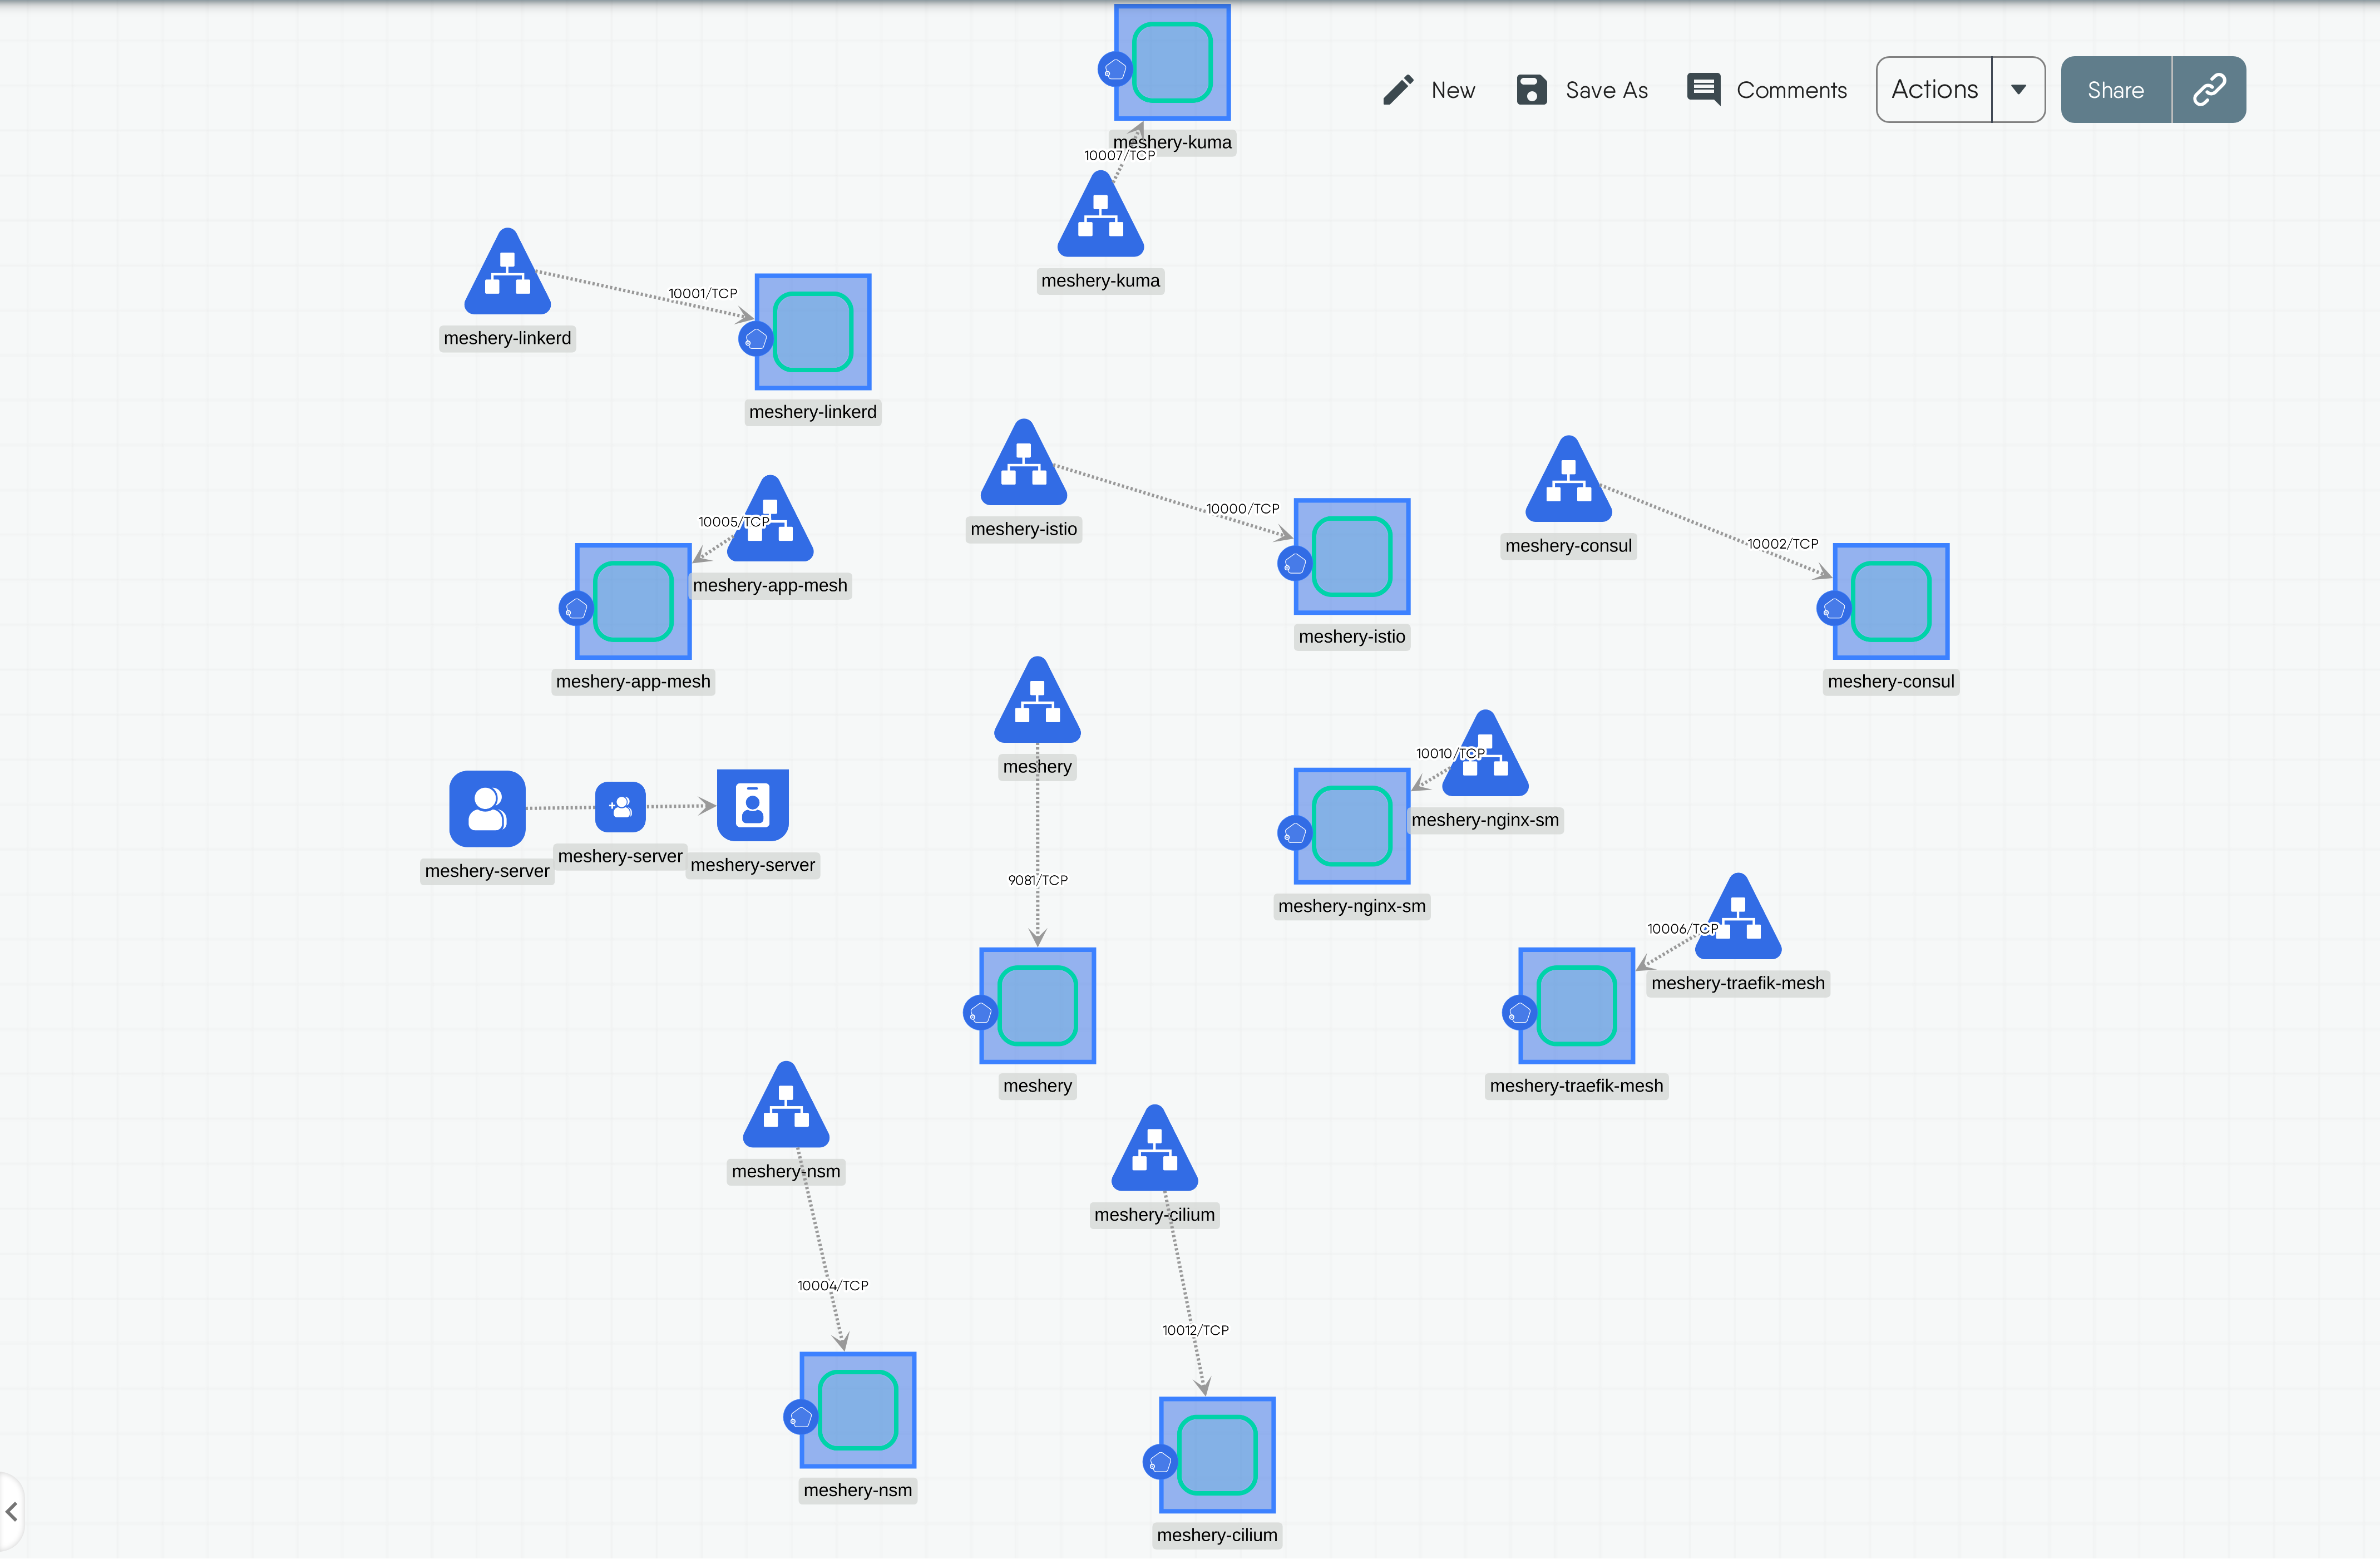 New
Save As
Comments
Actions
Share
meshery-kuma
10007/TCP
meshery-kuma
10001/TCP
meshery-linkerd
meshery-linkerd
meshery-istio
10000/TCP
meshery-istio
meshery-consul
10002/TCP
meshery-consul
10005/TCP
meshery-app-mesh
meshery-app-mesh
meshery
9081/TCP
meshery
10010/TCP
meshery-nginx-sm
meshery-nginx-sm
meshery-server
meshery-server
meshery-server
10006/TCP
meshery-traefik-mesh
meshery-traefik-mesh
meshery-nsm
10004/TCP
meshery-nsm
meshery-cilium
10012/TCP
meshery-cilium